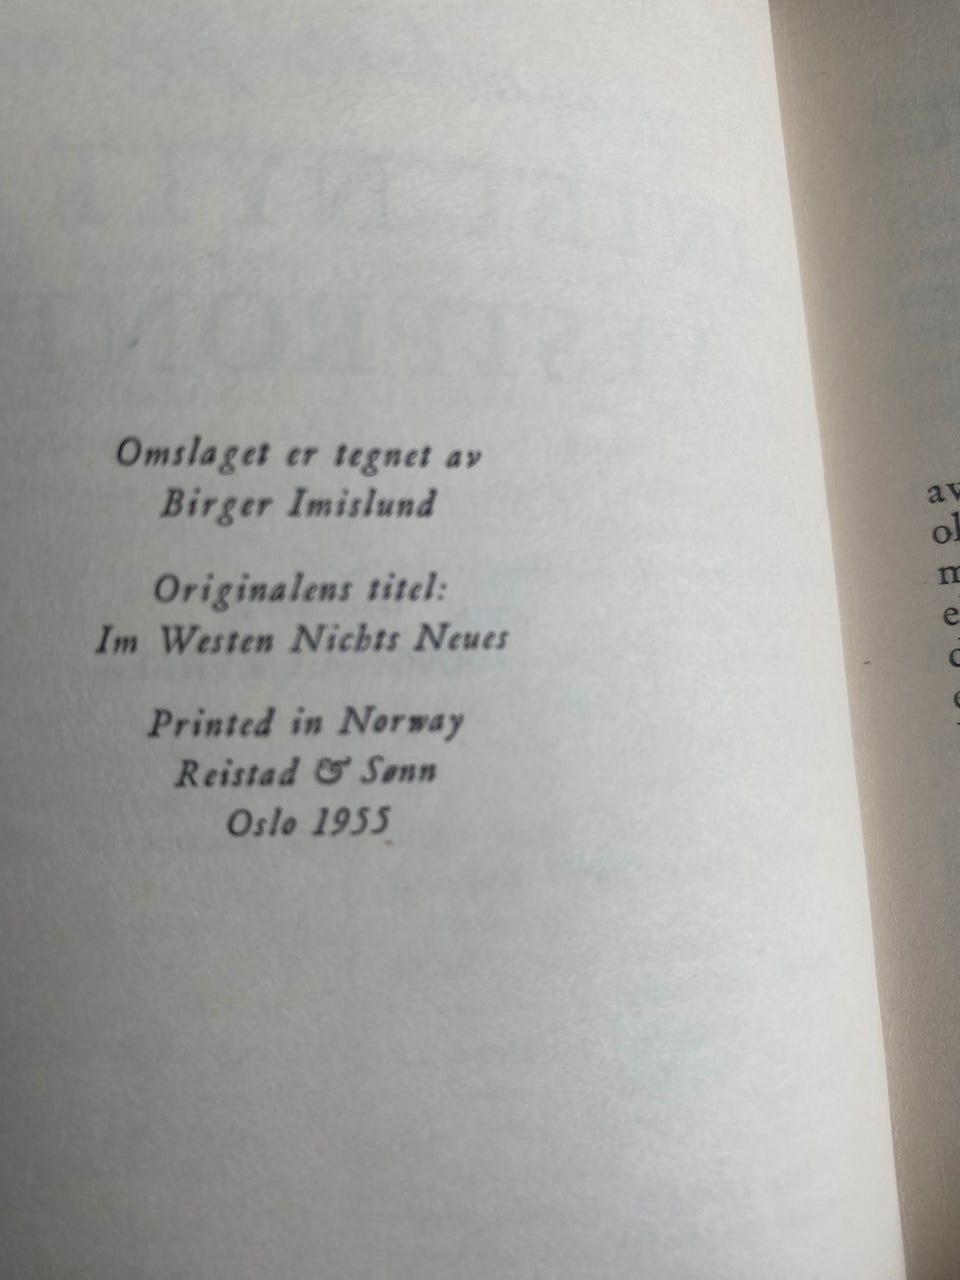 Omslaget er tegnet av
Birger Imislund
Originalens titel:
Im Westen Nichts Neues
Printed in Norway
Reistad & Sønn
Oslo 1955
av